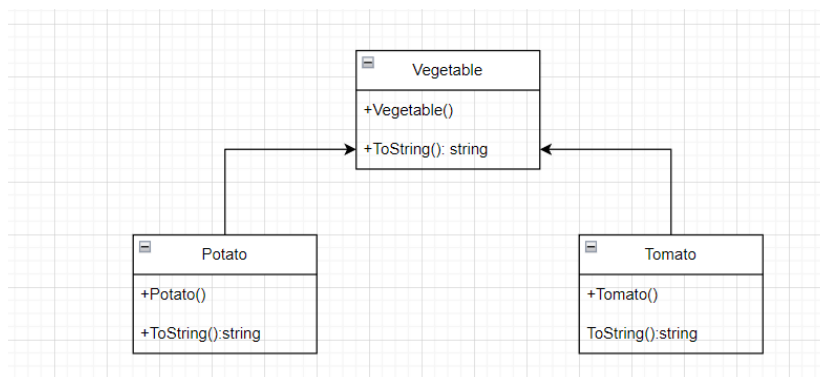 Vegetable
+Vegetable()
+ToString(): string
Potato
+Potato()
+ToString():string
Tomato
+Tomato()
ToString():string